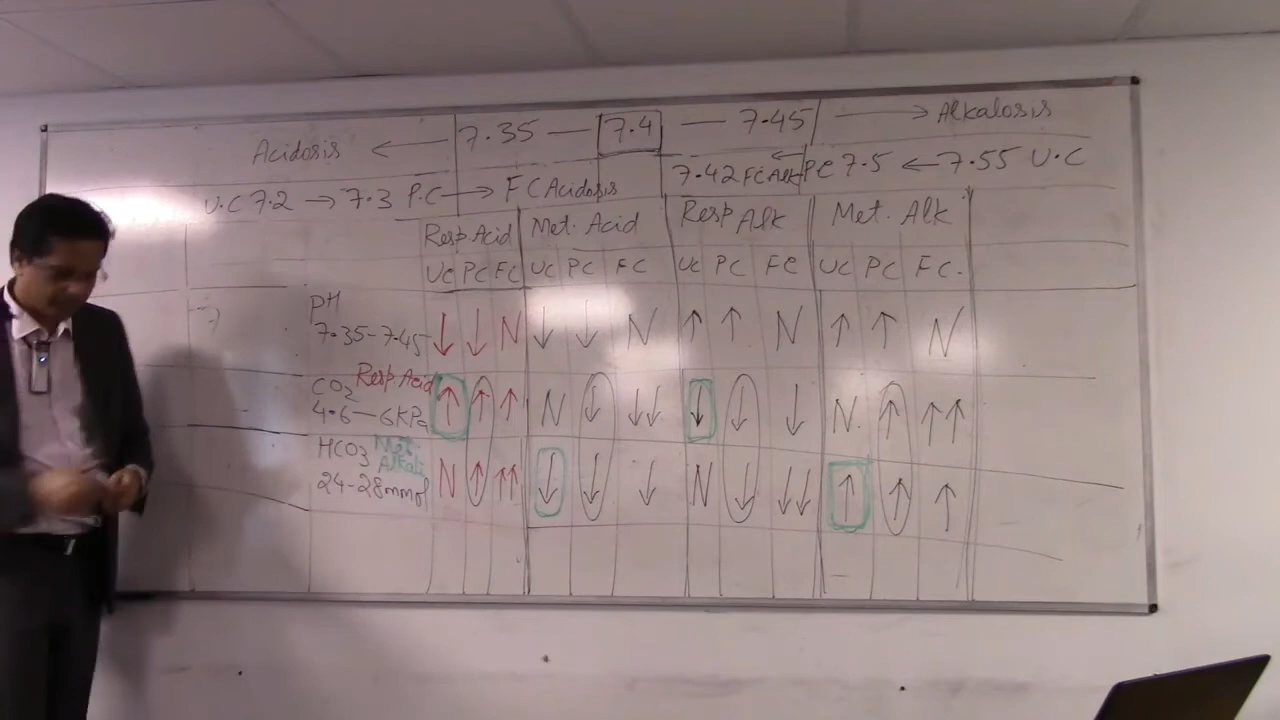 Acidosis ← 7.35 — 7.4 — 7.45 → Alkalosis
U.C 7.2 → 7.3 P.C → FC Acidosis 7.42 FC Alk ← PC 7.5 ← 7.55 U.C
Resp Acid Met. Acid Resp Alk Met. Alk
UC PC FC UC PC FC UC PC FC UC PC FC.
PH
7.35-7.45 ↓ ↓ N ↓ ↓ N ↑ ↑ N ↑ ↑ N
CO2 Resp Acid
4.6—6KPa ↑ ↑ ↑ N ↓ ↓↓ ↓ ↓ ↓ N. ↑ ↑↑
HCO3 Met. Alkali
24-28mmol N ↑ ↑↑ ↓ ↓ ↓ N ↓ ↓↓ ↑ ↑ ↑